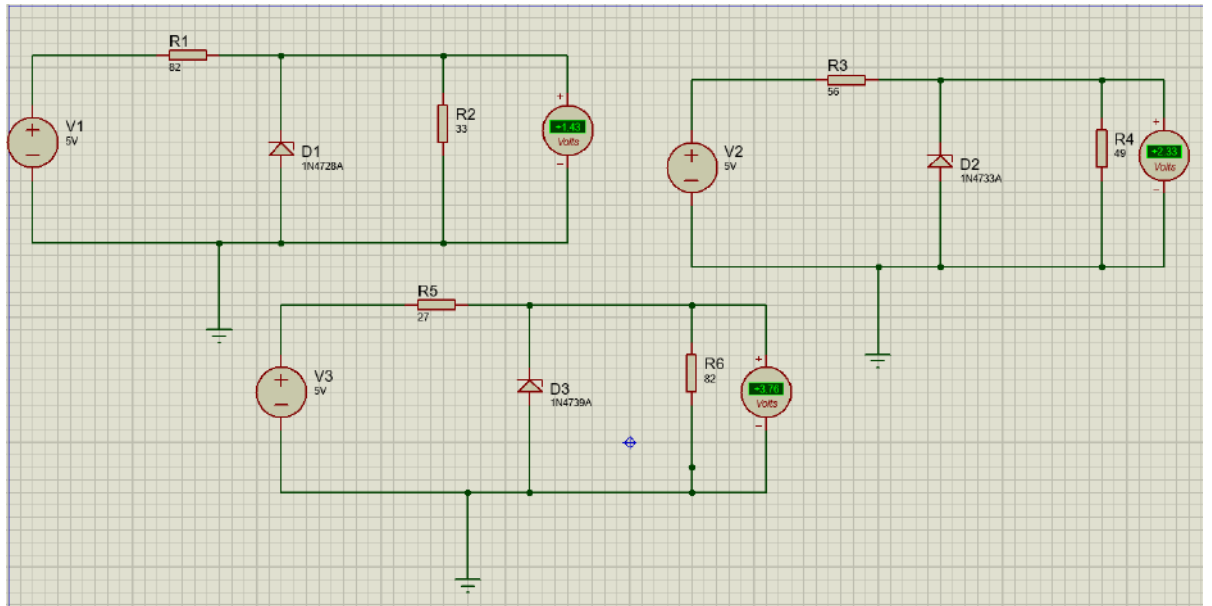 R1
82
V1
5V
D1
1N4728A
R2
33
+1.43
Volts
R3
56
V2
5V
D2
1N4733A
R4
49
+2.33
Volts
R5
27
V3
5V
D3
1N4739A
R6
82
+3.76
Volts